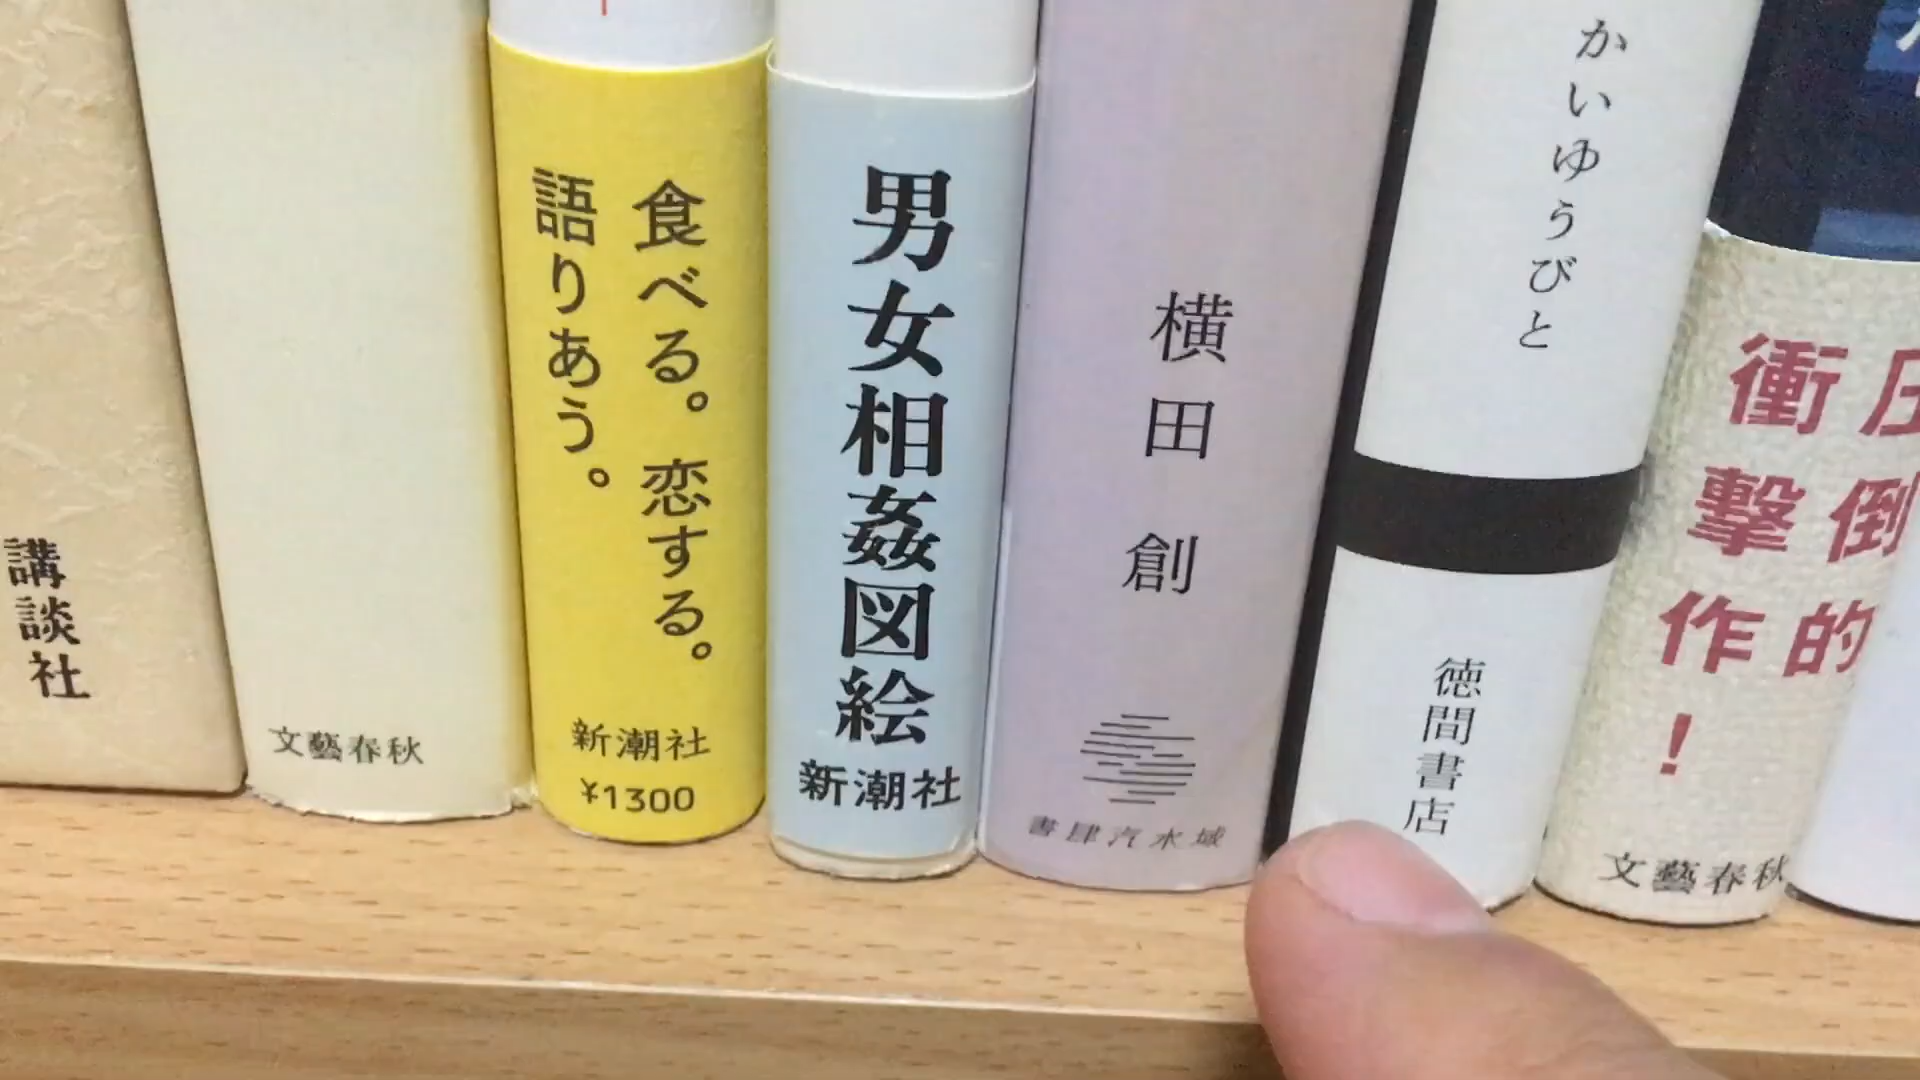 講談社
文藝春秋
食べる。恋する。
語りあう。
新潮社
¥1300
男女相姦図絵
新潮社
横田創
書肆汽水域
かいゆうびと
徳間書店
圧倒的
衝撃作!
文藝春秋